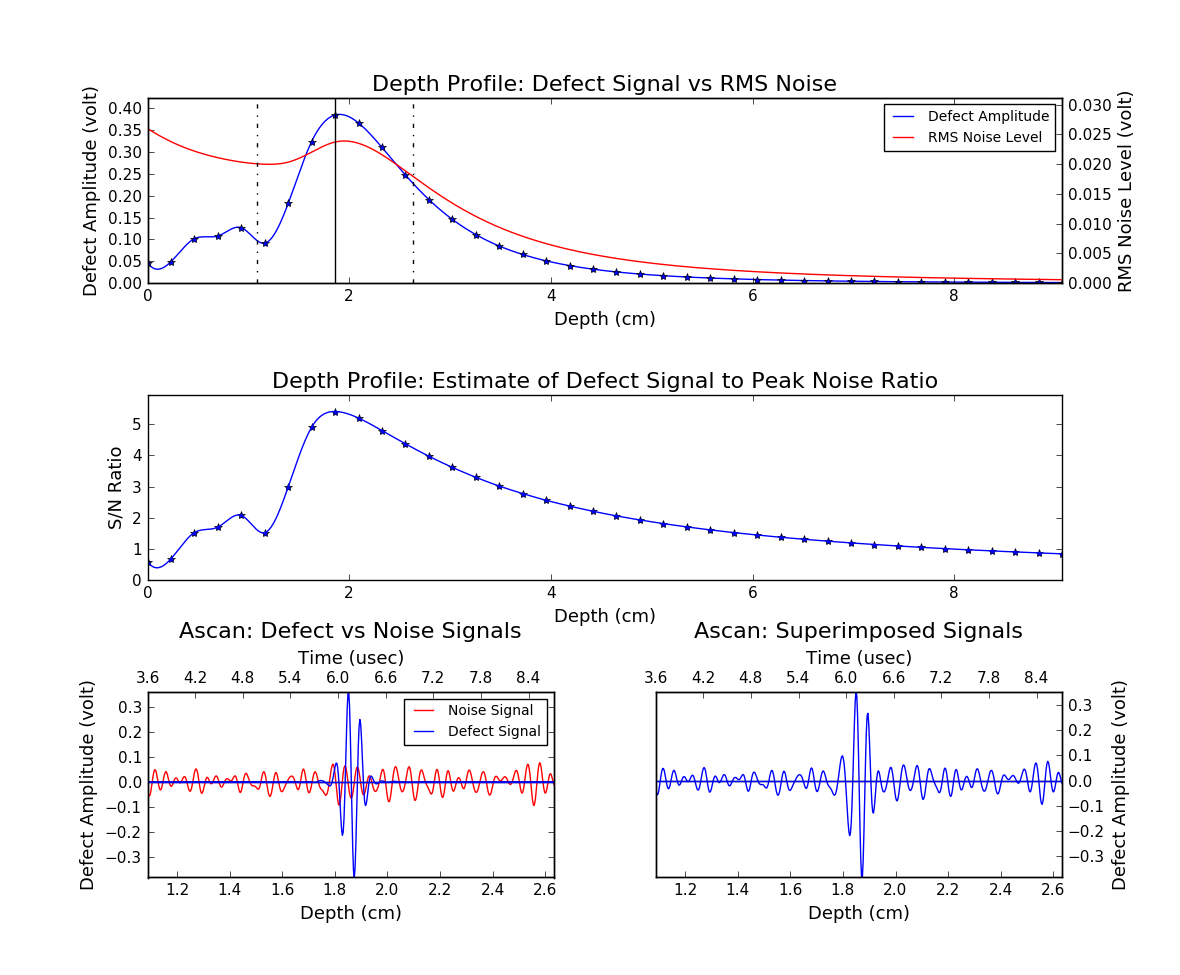 Depth Profile: Defect Signal vs RMS Noise
Defect Amplitude (volt)
0.40
0.35
0.30
0.25
0.20
0.15
0.10
0.05
0.00
0 2 4 6 8
Depth (cm)
Defect Amplitude
RMS Noise Level
0.030
0.025
0.020
0.015
0.010
0.005
0.000
RMS Noise Level (volt)
Depth Profile: Estimate of Defect Signal to Peak Noise Ratio
S/N Ratio
5
4
3
2
1
0
0 2 4 6 8
Depth (cm)
Ascan: Defect vs Noise Signals
Time (usec)
3.6 4.2 4.8 5.4 6.0 6.6 7.2 7.8 8.4
Defect Amplitude (volt)
0.3
0.2
0.1
0.0
−0.1
−0.2
−0.3
Noise Signal
Defect Signal
1.2 1.4 1.6 1.8 2.0 2.2 2.4 2.6
Depth (cm)
Ascan: Superimposed Signals
Time (usec)
3.6 4.2 4.8 5.4 6.0 6.6 7.2 7.8 8.4
0.3
0.2
0.1
0.0
−0.1
−0.2
−0.3
Defect Amplitude (volt)
1.2 1.4 1.6 1.8 2.0 2.2 2.4 2.6
Depth (cm)